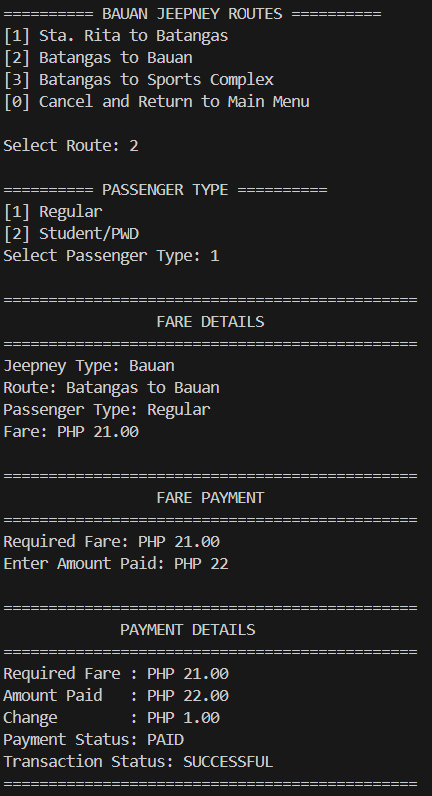 ========== BAUAN JEEPNEY ROUTES ==========
[1] Sta. Rita to Batangas
[2] Batangas to Bauan
[3] Batangas to Sports Complex
[0] Cancel and Return to Main Menu

Select Route: 2

========== PASSENGER TYPE ==========
[1] Regular
[2] Student/PWD
Select Passenger Type: 1

==============================================
                 FARE DETAILS
==============================================
Jeepney Type: Bauan
Route: Batangas to Bauan
Passenger Type: Regular
Fare: PHP 21.00

==============================================
                 FARE PAYMENT
==============================================
Required Fare: PHP 21.00
Enter Amount Paid: PHP 22

==============================================
             PAYMENT DETAILS
==============================================
Required Fare : PHP 21.00
Amount Paid   : PHP 22.00
Change        : PHP 1.00
Payment Status: PAID
Transaction Status: SUCCESSFUL
==============================================